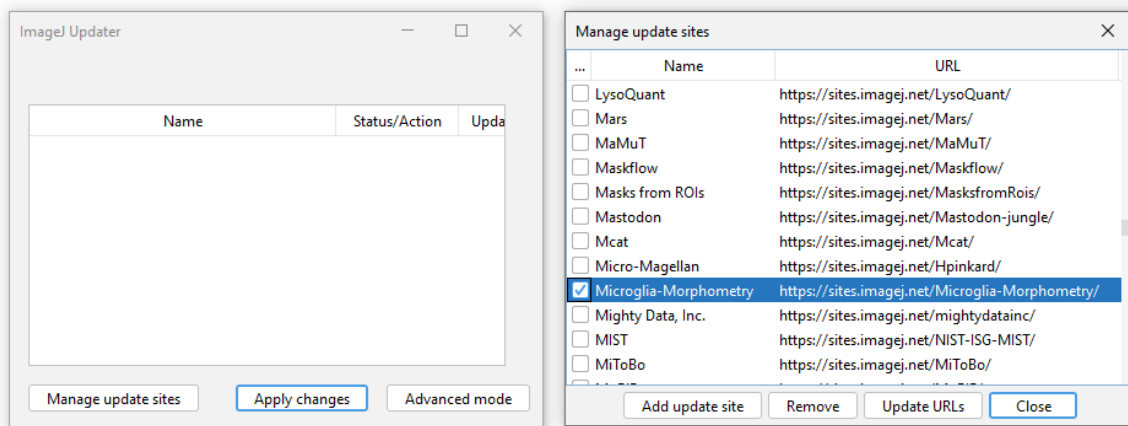 ImageJ Updater
Name Status/Action Upda
Manage update sites Apply changes Advanced mode
Manage update sites
... Name URL
LysoQuant https://sites.imagej.net/LysoQuant/
Mars https://sites.imagej.net/Mars/
MaMuT https://sites.imagej.net/MaMuT/
Maskflow https://sites.imagej.net/Maskflow/
Masks from ROIs https://sites.imagej.net/MasksfromRois/
Mastodon https://sites.imagej.net/Mastodon-jungle/
Mcat https://sites.imagej.net/Mcat/
Micro-Magellan https://sites.imagej.net/Hpinkard/
Microglia-Morphometry https://sites.imagej.net/Microglia-Morphometry/
Mighty Data, Inc. https://sites.imagej.net/mightydatainc/
MIST https://sites.imagej.net/NIST-ISG-MIST/
MiToBo https://sites.imagej.net/MiToBo/
Add update site Remove Update URLs Close